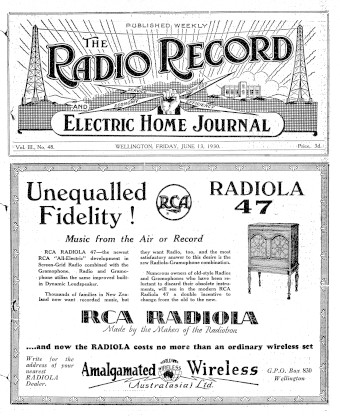 PUBLISHED WEEKLY
THE
RADIO RECORD
AND
ELECTRIC HOME JOURNAL
Vol. III., No. 48. WELLINGTON, FRIDAY, JUNE 13, 1930. Price, 3d.
Unequalled
Fidelity!
RCA
RADIOLA
47
Music from the Air or Record
RCA RADIOLA 47—the newest
RCA "All-Electric" development in
Screen-Grid Radio combined with the
Gramophone. Radio and Gramo-
phone utilise the same improved built-
in Dynamic Loudspeaker.
Thousands of families in New Zea-
land now want recorded music, but
they want Radio, too, and the most
satisfactory answer to this desire is the
new Radiola-Gramophone combination.
Numerous owners of old-style Radios
and Gramophones who have been re-
luctant to discard their obsolete instru-
ments, will see in the modern RCA
Radiola 47 a double incentive to
change from the old to the new.
RCA RADIOLA
Made by the Makers of the Radiotron
....and now the RADIOLA costs no more than an ordinary wireless set
Write for the
address of your
nearest
RADIOLA
Dealer.
Amalgamated Wireless
(Australasia) Ltd.
G.P.O. Box 830
Wellington